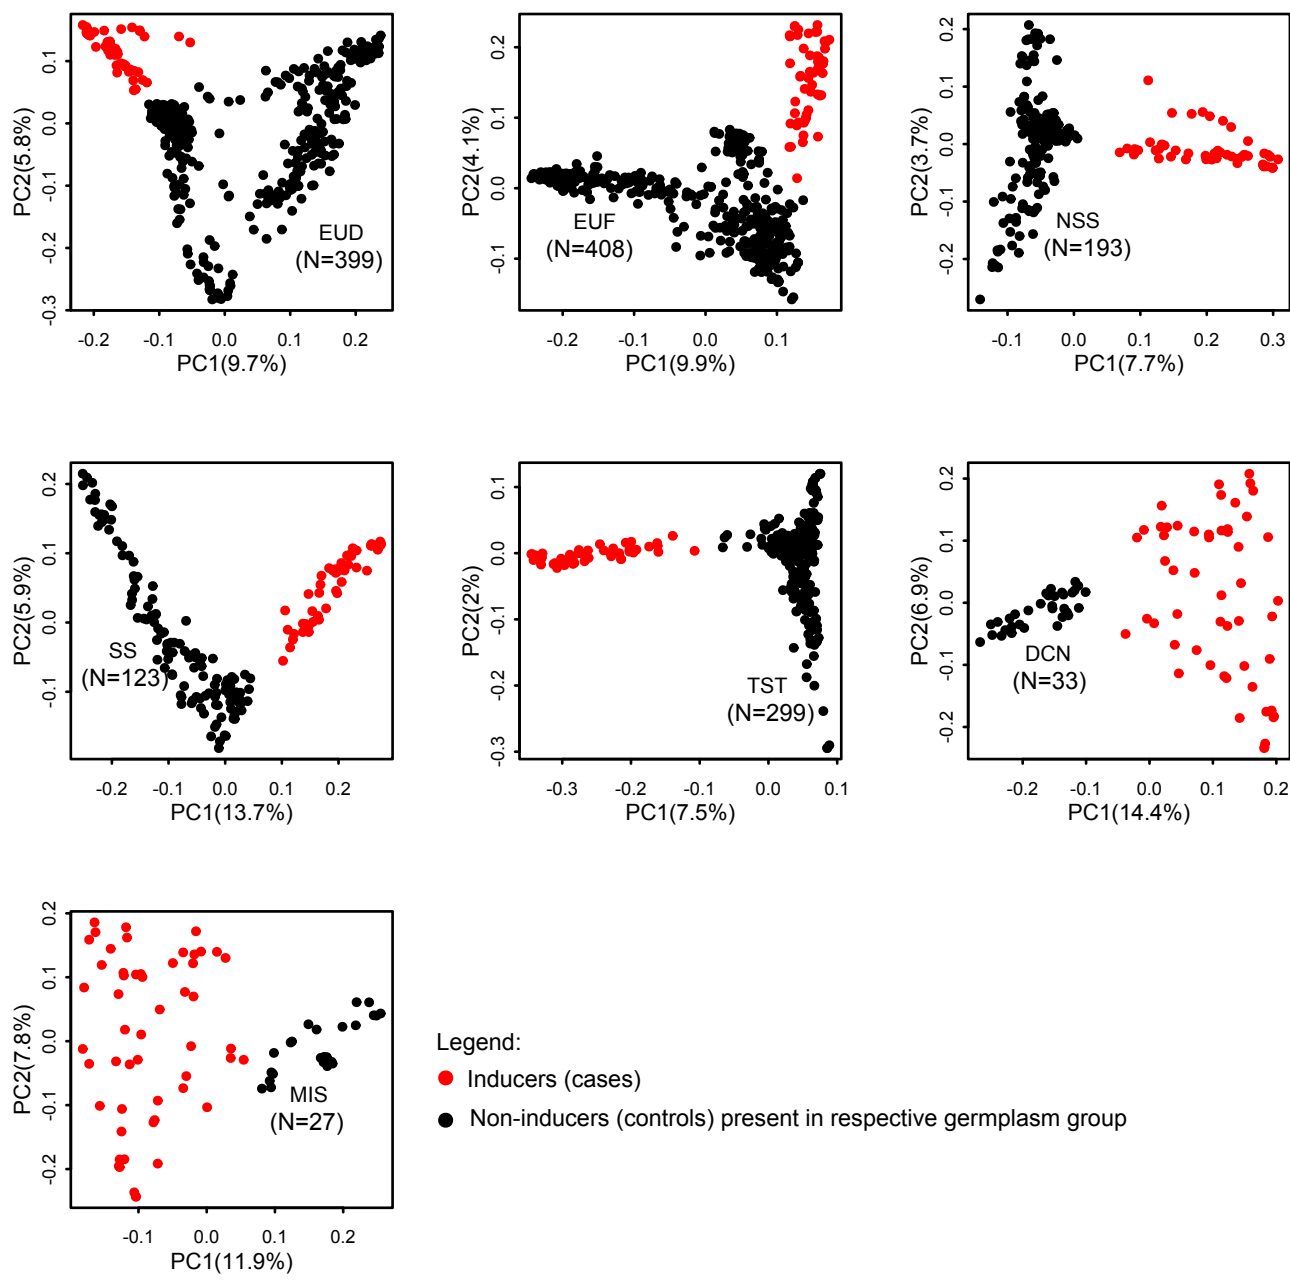 0.1
0.0
-0.1
-0.2
-0.3
PC2(5.8%)
EUD
(N=399)
-0.2 -0.1 0.0 0.1 0.2
PC1(9.7%)
0.2
0.1
0.0
-0.1
PC2(4.1%)
EUF
(N=408)
-0.2 -0.1 0.0 0.1
PC1(9.9%)
0.2
0.1
0.0
-0.1
-0.2
PC2(3.7%)
NSS
(N=193)
-0.1 0.0 0.1 0.2 0.3
PC1(7.7%)
0.2
0.1
0.0
-0.1
PC2(5.9%)
SS
(N=123)
-0.2 -0.1 0.0 0.1 0.2
PC1(13.7%)
0.1
0.0
-0.1
-0.2
-0.3
PC2(2%)
TST
(N=299)
-0.3 -0.2 -0.1 0.0 0.1
PC1(7.5%)
0.2
0.1
0.0
-0.1
-0.2
PC2(6.9%)
DCN
(N=33)
-0.2 -0.1 0.0 0.1 0.2
PC1(14.4%)
0.2
0.1
0.0
-0.1
-0.2
PC2(7.8%)
MIS
(N=27)
-0.1 0.0 0.1 0.2
PC1(11.9%)
Legend:
Inducers (cases)
Non-inducers (controls) present in respective germplasm group